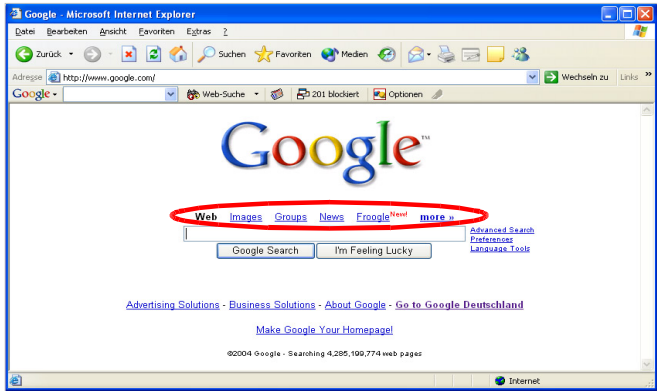 Google - Microsoft Internet Explorer
Datei Bearbeiten Ansicht Favoriten Extras ?
Zurück Suchen Favoriten Medien
Adresse http://www.google.com/ Wechseln zu Links »
Google Web-Suche 201 blockiert Optionen
Google™
Web Images Groups News Froogle New! more »
Advanced Search
Preferences
Language Tools
Google Search I'm Feeling Lucky
Advertising Solutions - Business Solutions - About Google - Go to Google Deutschland
Make Google Your Homepage!
©2004 Google - Searching 4,285,199,774 web pages
Internet